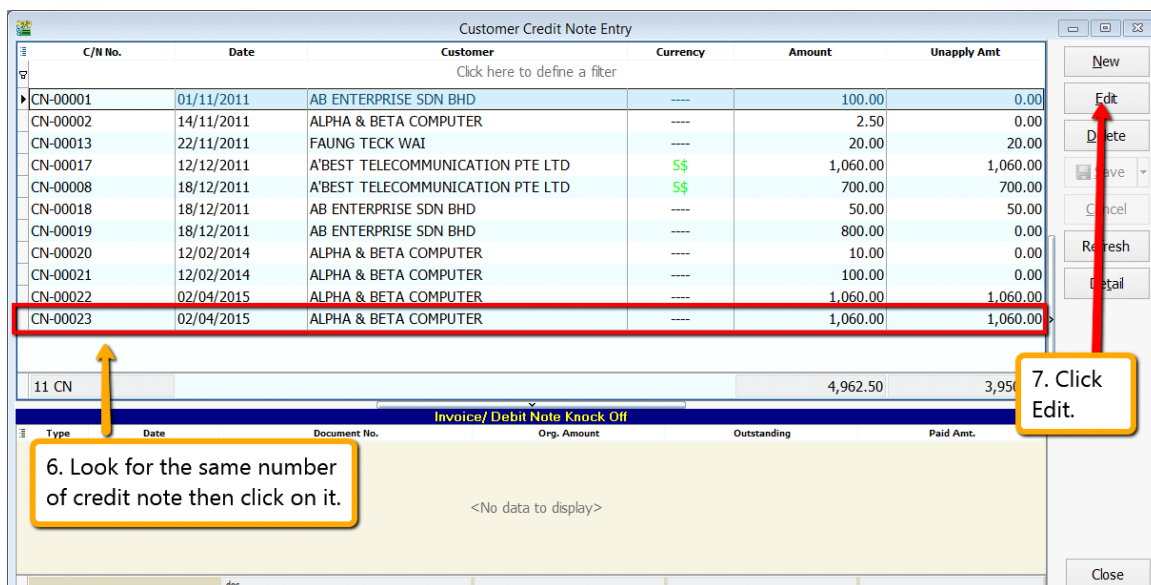 Customer Credit Note Entry
C/N No. Date Customer Currency Amount Unapply Amt
Click here to define a filter
CN-00001 01/11/2011 AB ENTERPRISE SDN BHD ---- 100.00 0.00
CN-00002 14/11/2011 ALPHA & BETA COMPUTER ---- 2.50 0.00
CN-00013 22/11/2011 FAUNG TECK WAI ---- 20.00 20.00
CN-00017 12/12/2011 A'BEST TELECOMMUNICATION PTE LTD S$ 1,060.00 1,060.00
CN-00008 18/12/2011 A'BEST TELECOMMUNICATION PTE LTD S$ 700.00 700.00
CN-00018 18/12/2011 AB ENTERPRISE SDN BHD ---- 50.00 50.00
CN-00019 18/12/2011 AB ENTERPRISE SDN BHD ---- 800.00 0.00
CN-00020 12/02/2014 ALPHA & BETA COMPUTER ---- 10.00 0.00
CN-00021 12/02/2014 ALPHA & BETA COMPUTER ---- 100.00 0.00
CN-00022 02/04/2015 ALPHA & BETA COMPUTER ---- 1,060.00 1,060.00
CN-00023 02/04/2015 ALPHA & BETA COMPUTER ---- 1,060.00 1,060.00
11 CN 4,962.50 3,950
New
Edit
Refresh
Detail
7. Click
Edit.
Invoice/ Debit Note Knock Off
Type Date Document No. Org. Amount Outstanding Paid Amt.
6. Look for the same number
of credit note then click on it.
<No data to display>
Close